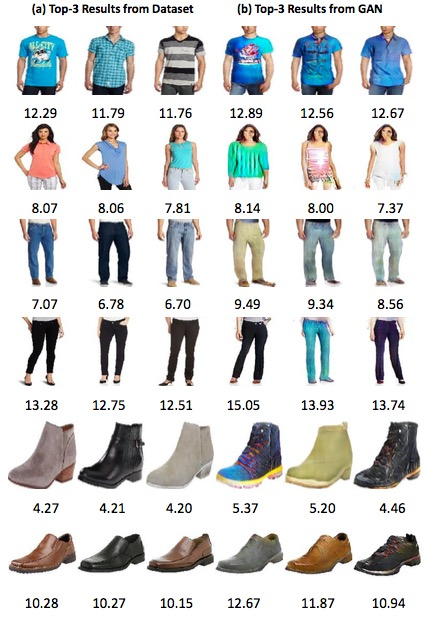 (a) Top-3 Results from Dataset (b) Top-3 Results from GAN
ALL-CITY
12.29 11.79 11.76 12.89 12.56 12.67
8.07 8.06 7.81 8.14 8.00 7.37
7.07 6.78 6.70 9.49 9.34 8.56
13.28 12.75 12.51 15.05 13.93 13.74
4.27 4.21 4.20 5.37 5.20 4.46
10.28 10.27 10.15 12.67 11.87 10.94